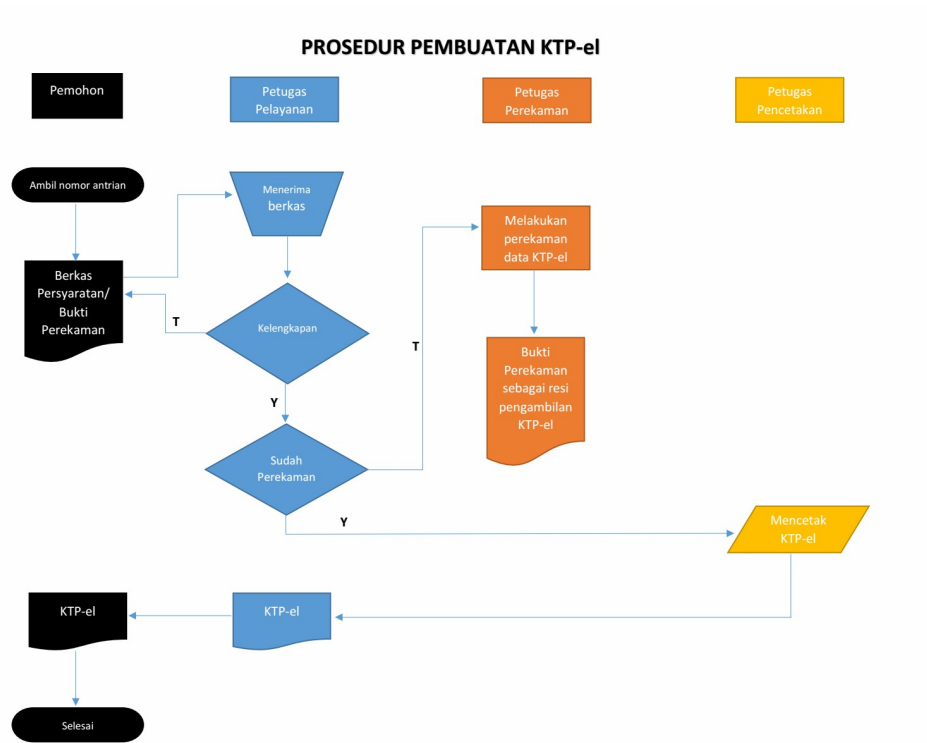 PROSEDUR PEMBUATAN KTP-el
Pemohon
Petugas
Pelayanan
Petugas
Perekaman
Petugas
Pencetakan
Ambil nomor antrian
Menerima
berkas
Melakukan
perekaman
data KTP-el
Berkas
Persyaratan/
Bukti
Perekaman
T
Kelengkapan
T
Bukti
Perekaman
sebagai resi
pengambilan
KTP-el
Y
Sudah
Perekaman
Y
Mencetak
KTP-el
KTP-el
KTP-el
Selesai